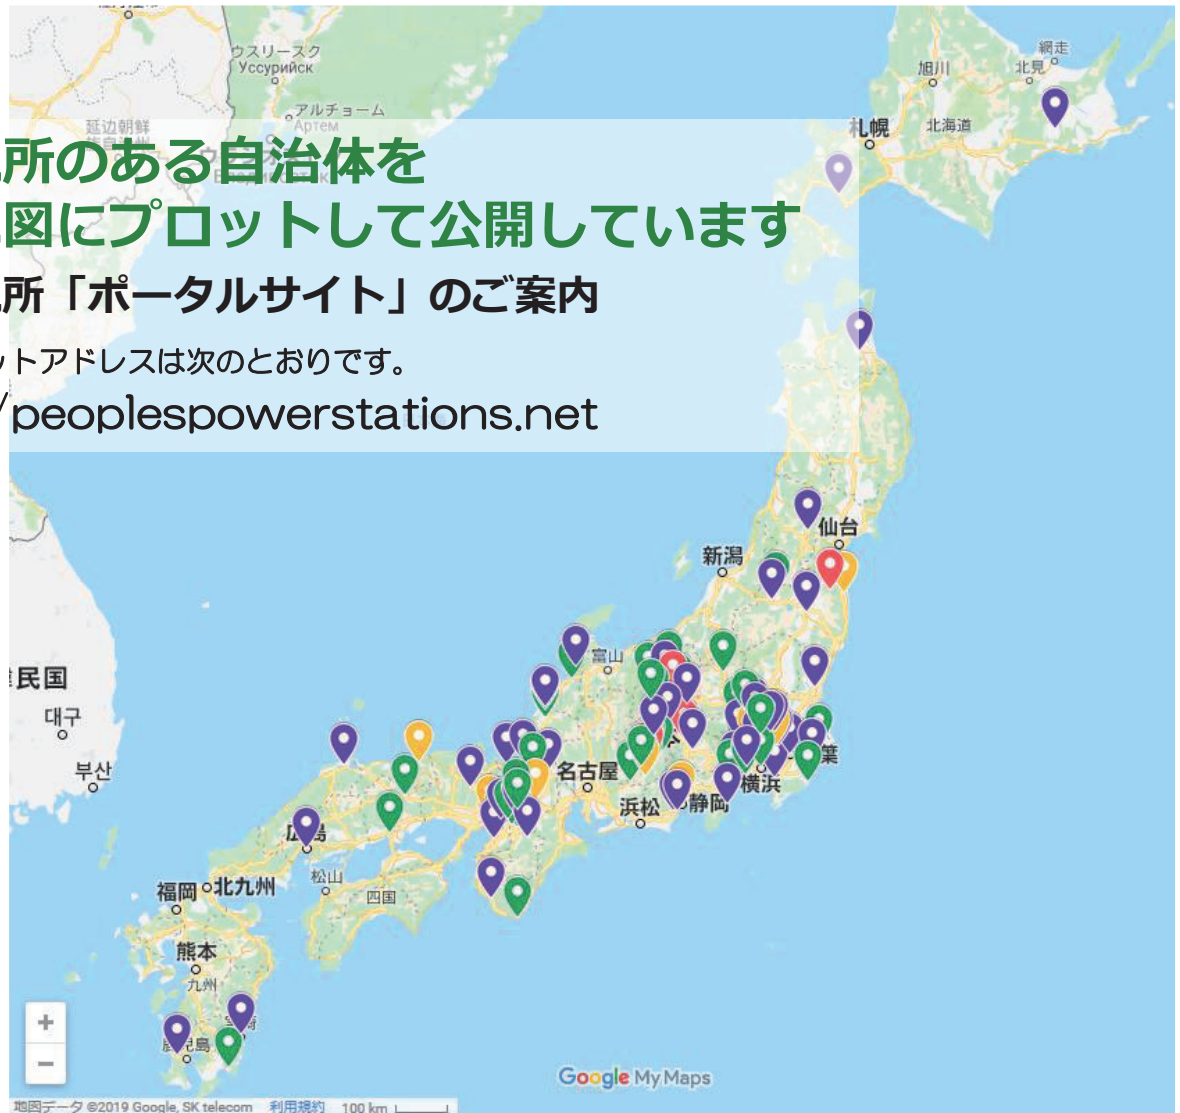 ウスリースク
Уссурийск
アルチョーム
Артем
延边朝鲜
網走
旭川
北見
札幌
北海道
所のある自治体を
図にプロットして公開しています
所「ポータルサイト」のご案内
ットアドレスは次のとおりです。
/peoplespowerstations.net
仙台
新潟
富山
民国
대구
부산
名古屋
浜松
静岡
横浜
葉
広島
松山
四国
福岡
北九州
熊本
九州
児島
+
−
Google My Maps
地図データ ©2019 Google, SK telecom 利用規約 100 km